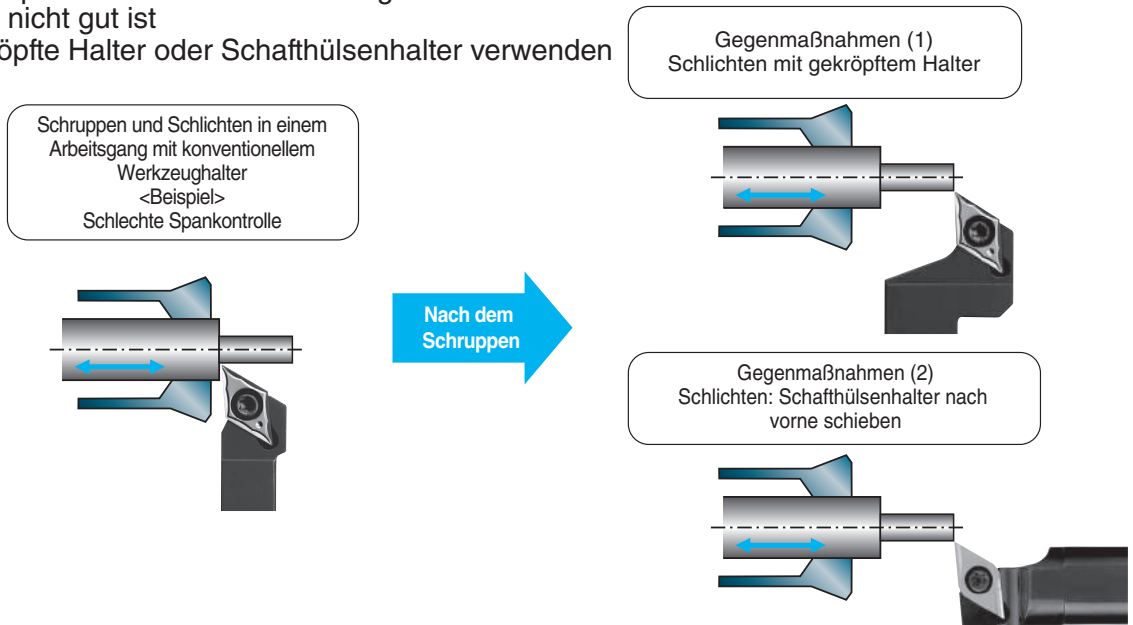 nicht gut ist
oder Schafthülsenhalter verwenden
Halter
Schruppen und Schlichten in einem
Arbeitsgang mit konventionellem
Werkzeughalter
<Beispiel>
Schlechte Spankontrolle
Nach dem
Schruppen
Gegenmaßnahmen (1)
Schlichten mit gekröpftem Halter
Gegenmaßnahmen (2)
Schlichten: Schafthülsenhalter nach
vorne schieben